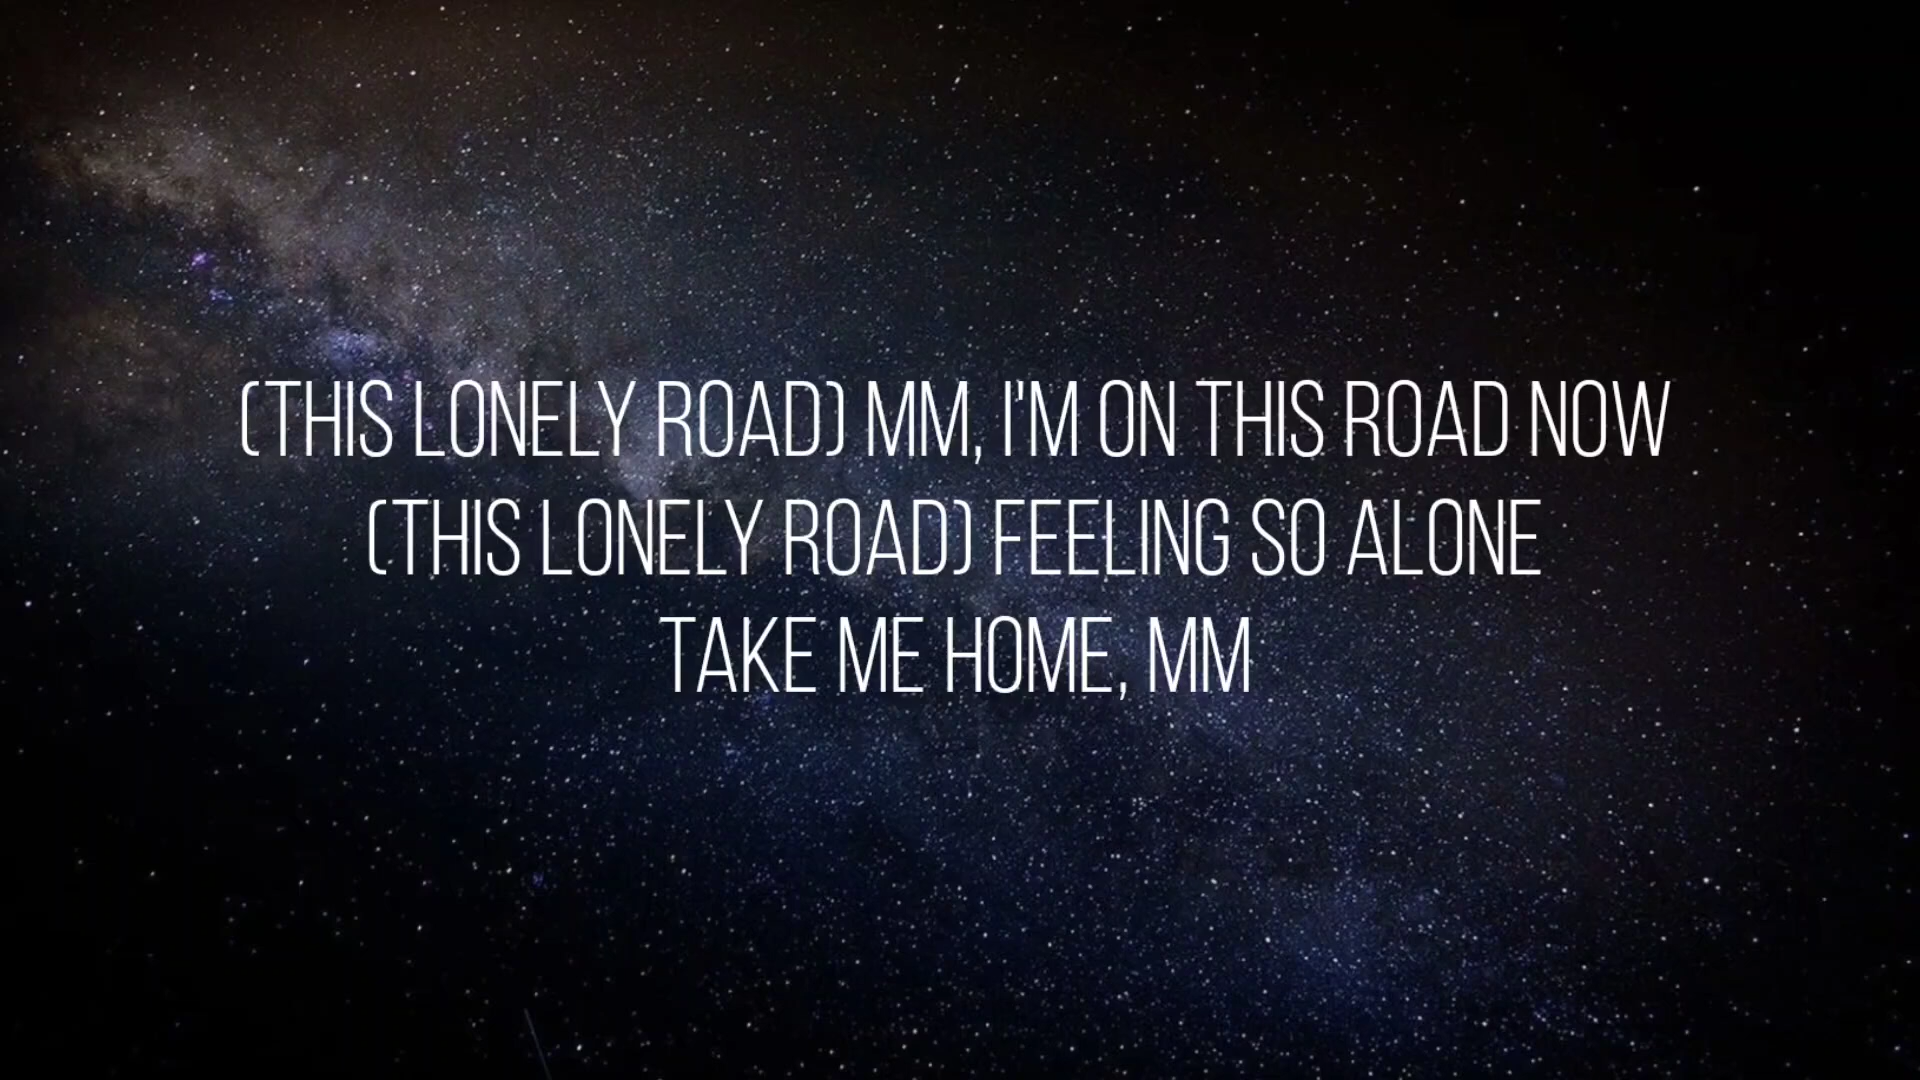 (THIS LONELY ROAD) MM, I'M ON THIS ROAD NOW
(THIS LONELY ROAD) FEELING SO ALONE
TAKE ME HOME, MM